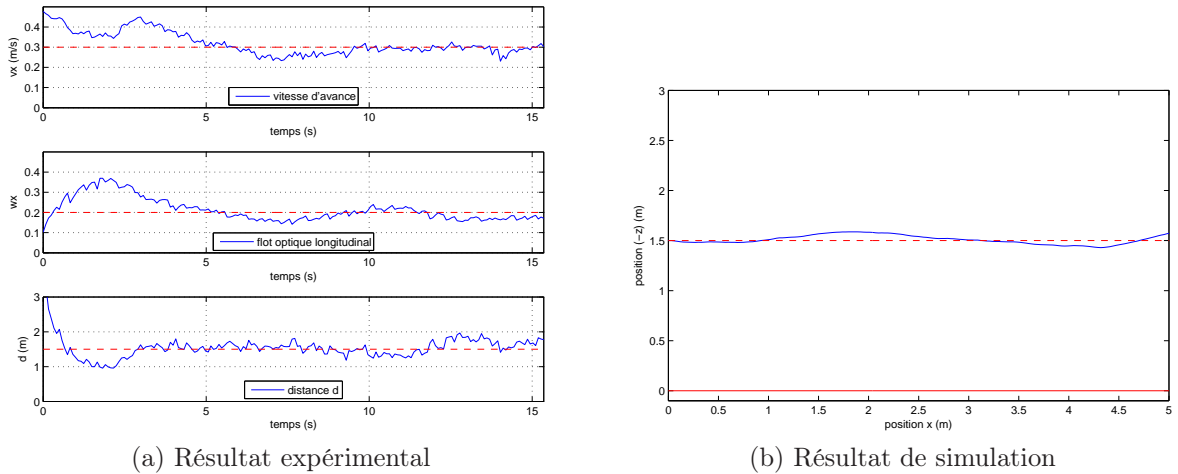 0.4
0.3
0.2
0.1
0
vx (m/s)
vitesse d'avance
0 5 10 15
temps (s)
0.4
0.3
0.2
0.1
0
wx
flot optique longitudinal
0 5 10 15
temps (s)
3
2
1
0
d (m)
distance d
0 5 10 15
temps (s)
(a) Résultat expérimental
3
2.5
2
1.5
1
0.5
0
position (−z) (m)
0 0.5 1 1.5 2 2.5 3 3.5 4 4.5 5
position x (m)
(b) Résultat de simulation